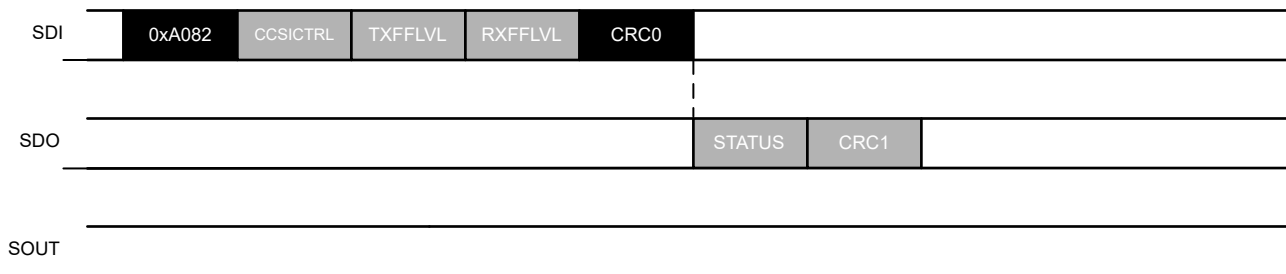 SDI 0xA082 CCSICTRL TXFFLVL RXFFLVL CRC0
SDO STATUS CRC1
SOUT